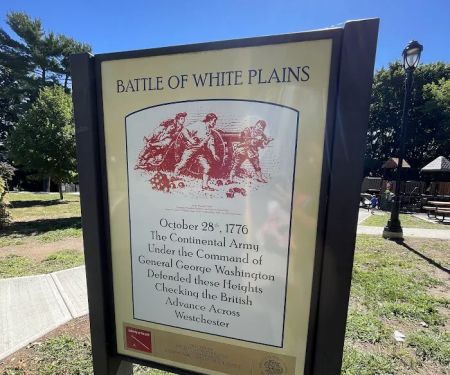 BATTLE OF WHITE PLAINS
October 28th, 1776
The Continental Army
Under the Command of
General George Washington
Defended these Heights
Checking the British
Advance Across
Westchester